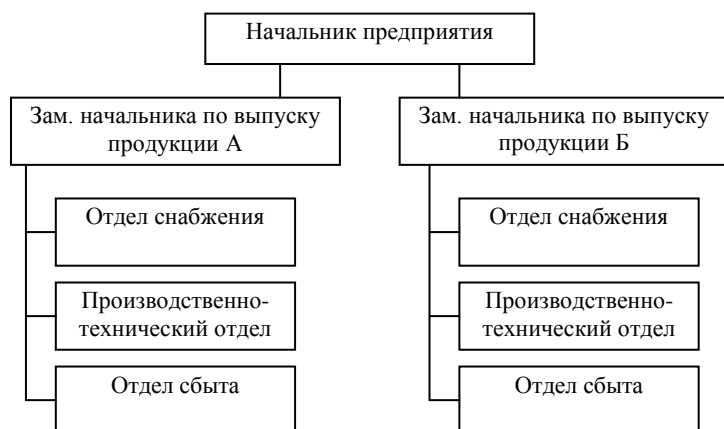 Начальник предприятия
Зам. начальника по выпуску
продукции А
Зам. начальника по выпуску
продукции Б
Отдел снабжения
Производственно-
технический отдел
Отдел сбыта
Отдел снабжения
Производственно-
технический отдел
Отдел сбыта